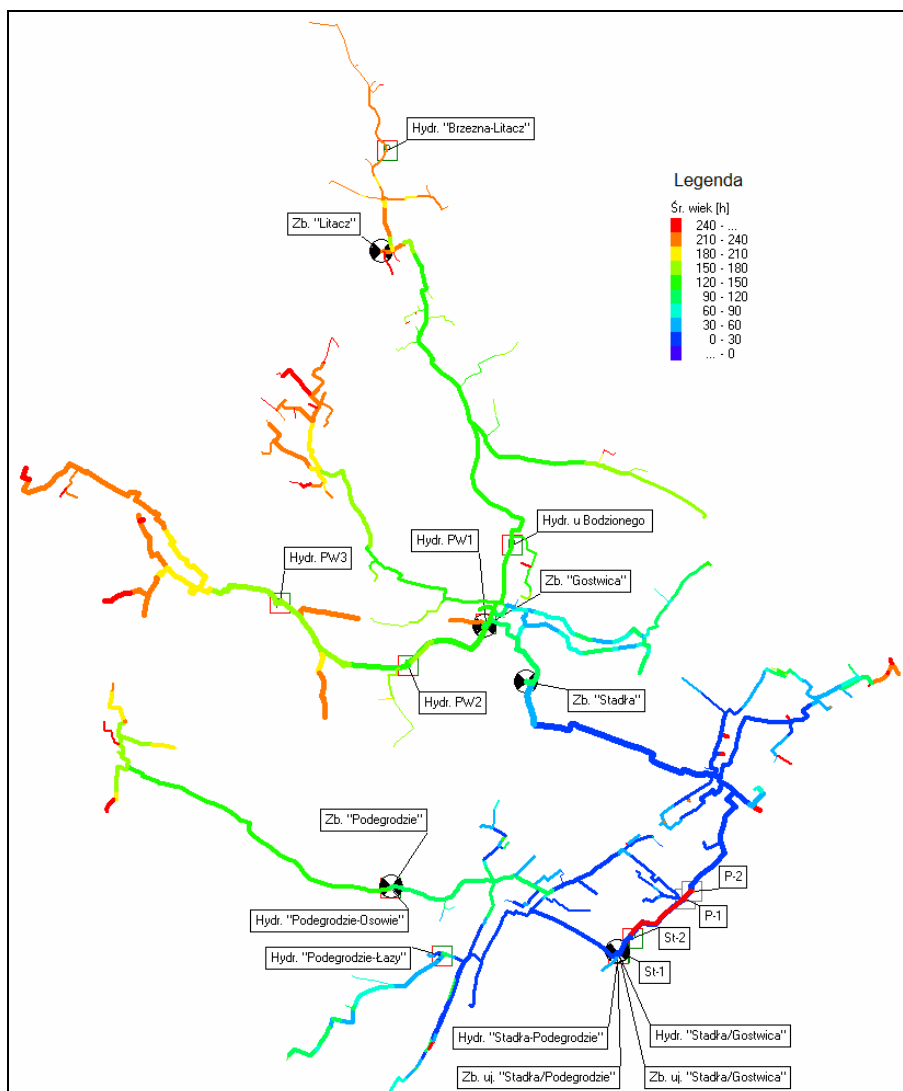 Hydr. "Brzezna-Litacz"
Legenda
Śr. wiek [h]
240 - ...
210 - 240
180 - 210
150 - 180
120 - 150
90 - 120
60 - 90
30 - 60
0 - 30
... - 0
Zb. "Litacz"
Hydr. u Bodzionego
Hydr. PW1
Hydr. PW3
Zb. "Gostwica"
Hydr. PW2
Zb. "Stadła"
Zb. "Podegrodzie"
P-2
Hydr. "Podegrodzie-Osowie"
P-1
St-2
Hydr. "Podegrodzie-Łazy"
St-1
Hydr. "Stadła-Podegrodzie"
Hydr. "Stadła/Gostwica"
Zb. uj. "Stadła/Podegrodzie"
Zb. uj. "Stadła/Gostwica"